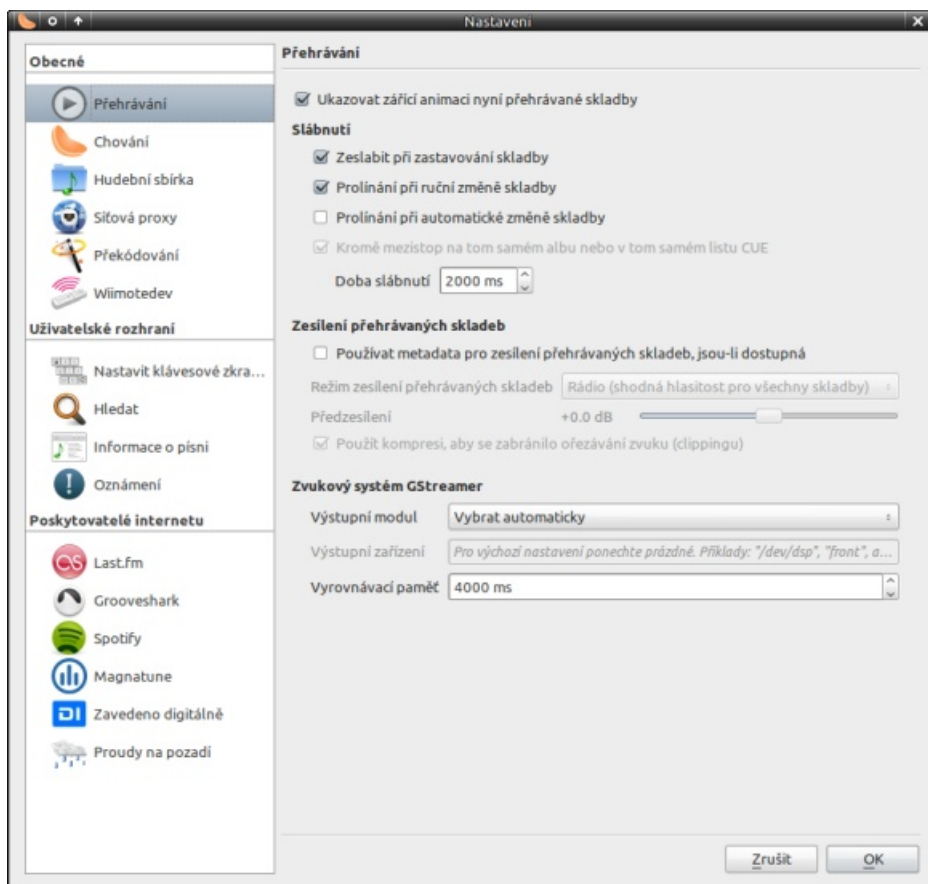 Nastavení
Obecné
Přehrávání
Chování
Hudební sbírka
Síťová proxy
Překódování
Wiimotedev
Uživatelské rozhraní
Nastavit klávesové zkra...
Hledat
Informace o písni
Oznámení
Poskytovatelé internetu
Last.fm
Grooveshark
Spotify
Magnatune
DI
Zavedeno digitálně
Proudy na pozadí
Přehrávání
Ukazovat zářící animaci nyní přehrávané skladby
Slábnutí
Zeslabit při zastavování skladby
Prolínání při ruční změně skladby
Prolínání při automatické změně skladby
Kromě mezistop na tom samém albu nebo v tom samém listu CUE
Doba slábnutí 2000 ms
Zesílení přehrávaných skladeb
Používat metadata pro zesílení přehrávaných skladeb, jsou-li dostupná
Režim zesílení přehrávaných skladeb Rádio (shodná hlasitost pro všechny skladby)
Předzesílení +0.0 dB
Použít kompresi, aby se zabránilo ořezávání zvuku (clippingu)
Zvukový systém GStreamer
Výstupní modul Vybrat automaticky
Výstupní zařízení Pro výchozí nastavení ponechte prázdné. Příklady: "/dev/dsp", "front", a...
Vyrovnávací paměť 4000 ms
Zrušit OK